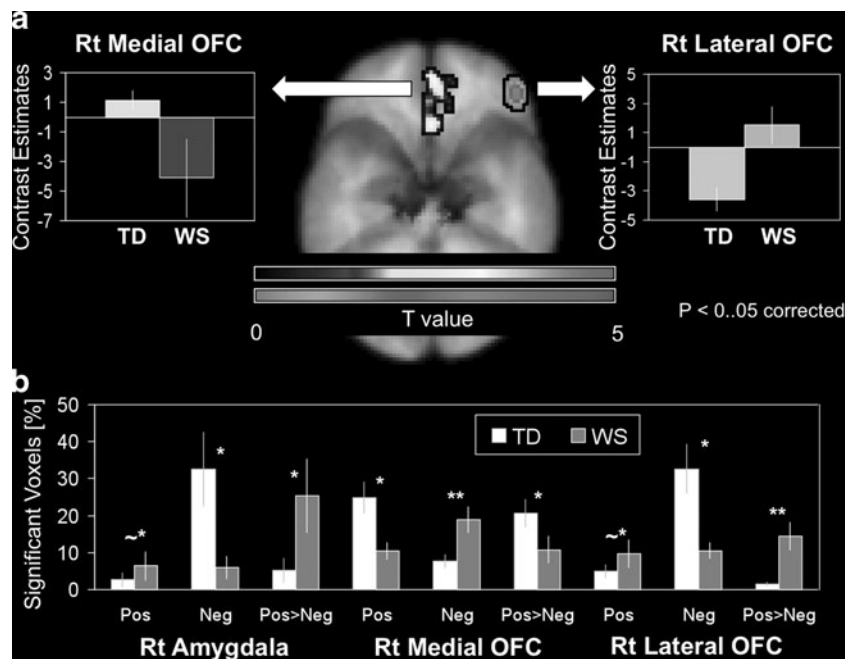 a
Rt Medial OFC
Rt Lateral OFC
Contrast Estimates
3
1
-1
-3
-5
-7
TD WS
Contrast Estimates
5
3
1
-1
-3
-5
TD WS
T value
0 5
P < 0..05 corrected
b
Significant Voxels [%]
50
40
30
20
10
0
TD WS
~* * * * ** * ~* * **
Pos Neg Pos>Neg Pos Neg Pos>Neg Pos Neg Pos>Neg
Rt Amygdala Rt Medial OFC Rt Lateral OFC